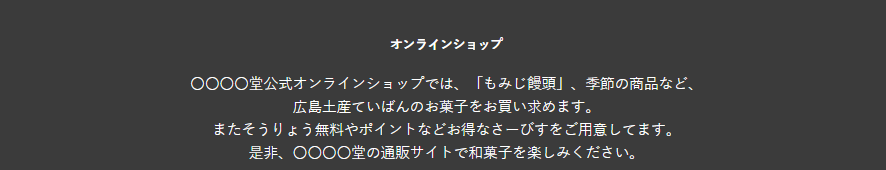 オンラインショップ
〇〇〇〇堂公式オンラインショップでは、「もみじ饅頭」、季節の商品など、
広島土産ていばんのお菓子をお買い求めます。
またそうりょう無料やポイントなどお得なさーびすをご用意してます。
是非、〇〇〇〇堂の通販サイトで和菓子を楽しみください。